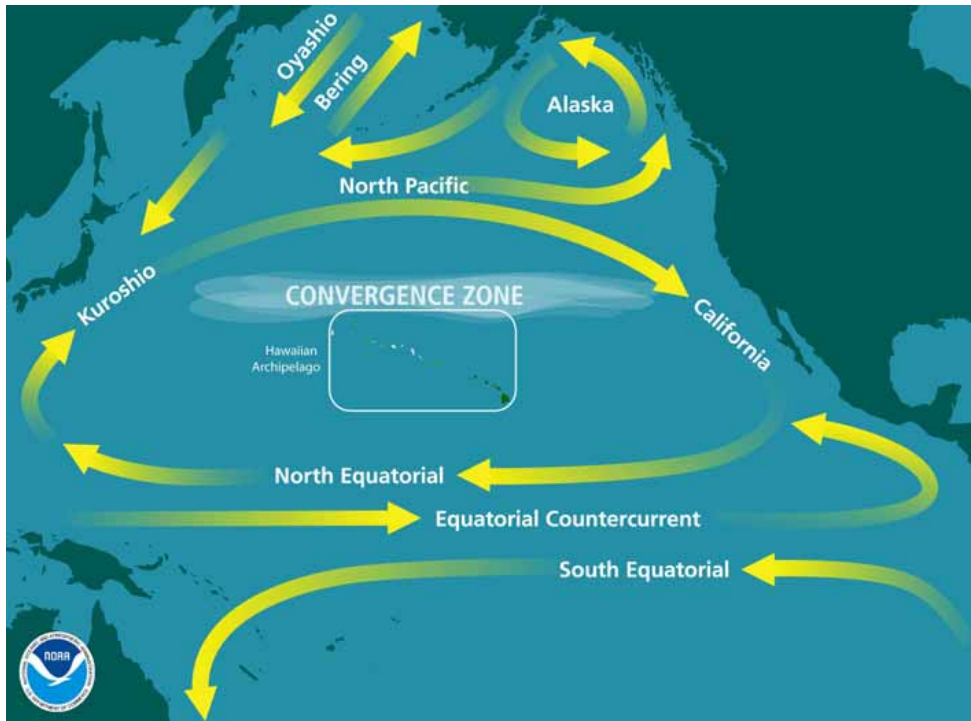 Oyashio
Bering
Alaska
North Pacific
Kuroshio
CONVERGENCE ZONE
California
Hawaiian
Archipelago
North Equatorial
Equatorial Countercurrent
South Equatorial
NOAA